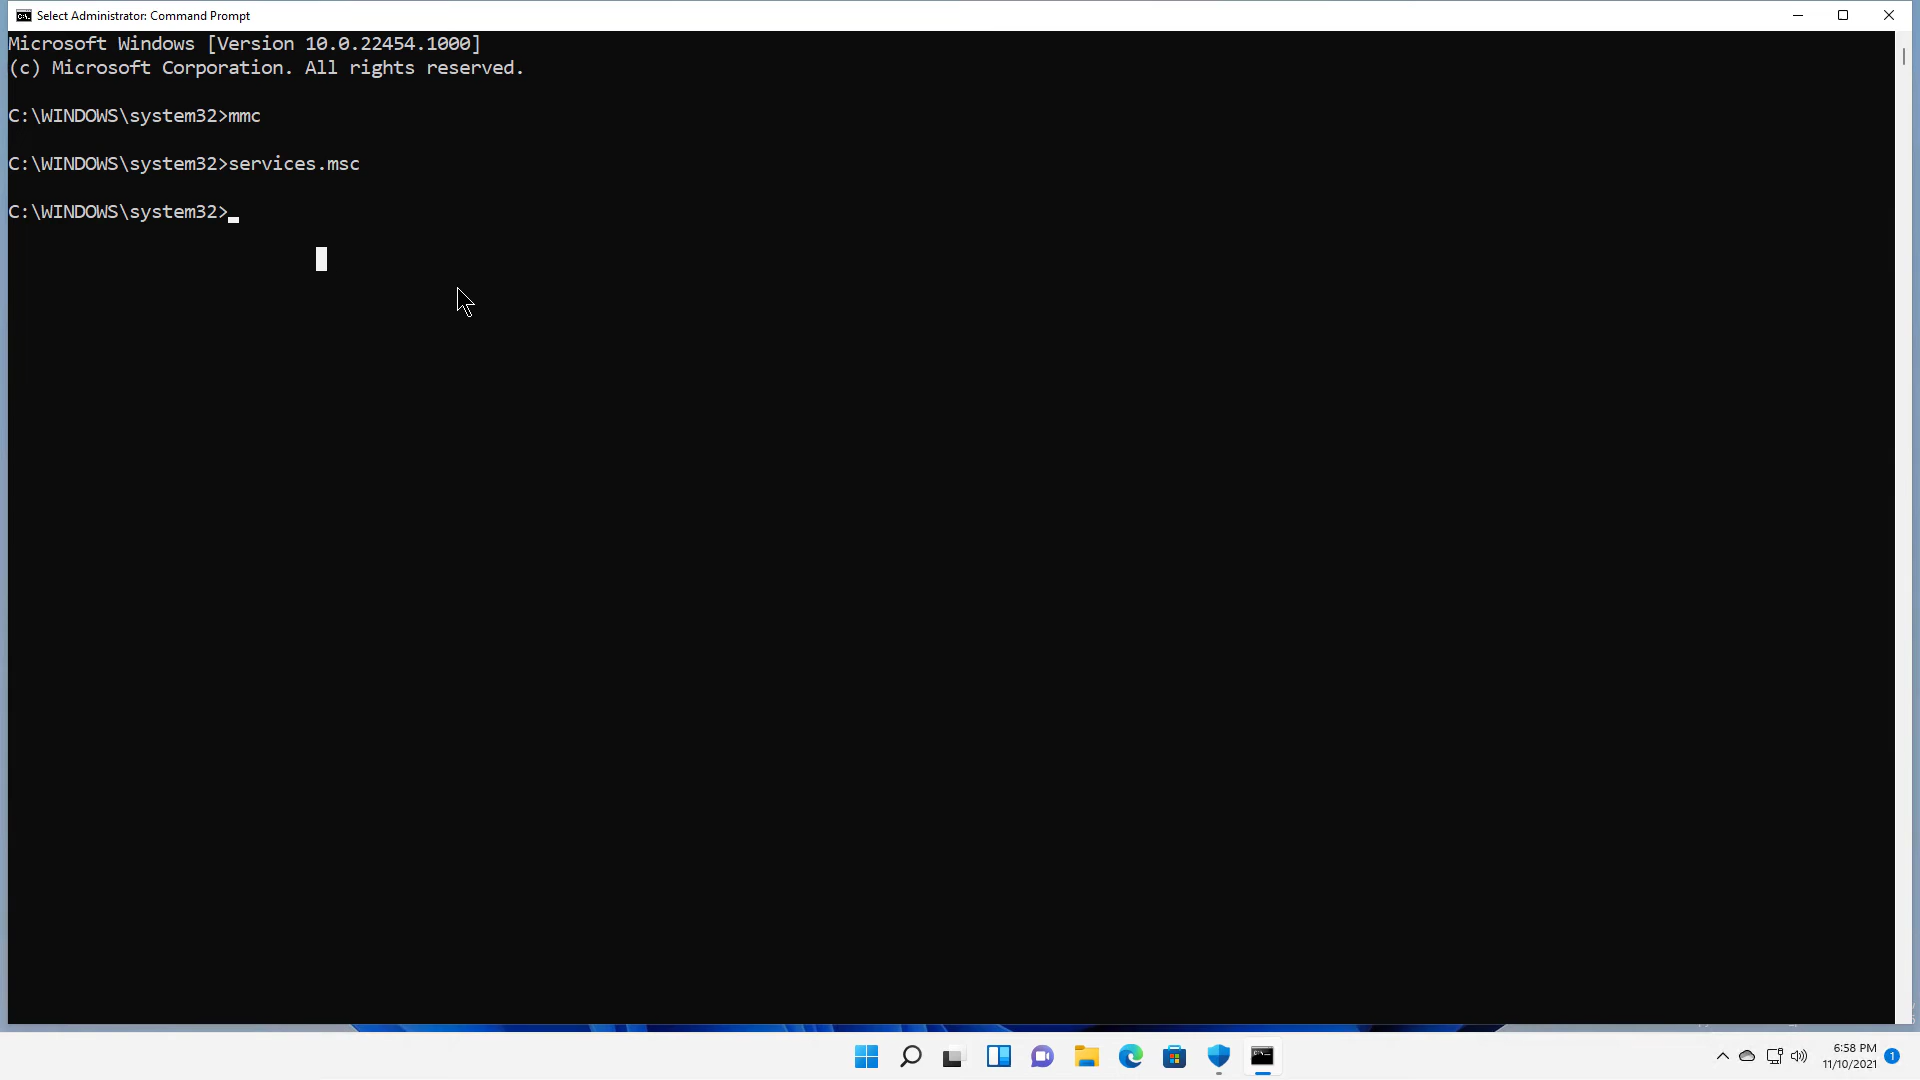 Select Administrator: Command Prompt
Microsoft Windows [Version 10.0.22454.1000]
(c) Microsoft Corporation. All rights reserved.
C:\WINDOWS\system32>mmc
C:\WINDOWS\system32>services.msc
C:\WINDOWS\system32>
6:58 PM
11/10/2021
1